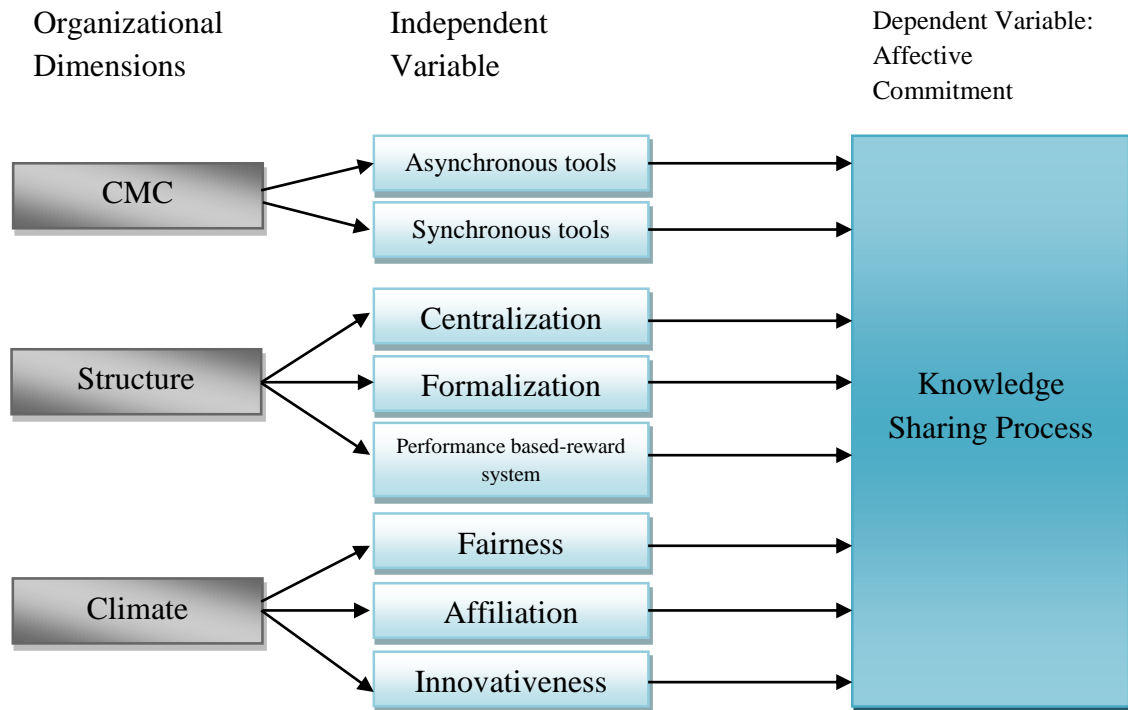 Organizational
Dimensions
Independent
Variable
Dependent Variable:
Affective
Commitment
CMC
Asynchronous tools
Synchronous tools
Structure
Centralization
Formalization
Performance based-reward
system
Climate
Fairness
Affiliation
Innovativeness
Knowledge
Sharing Process